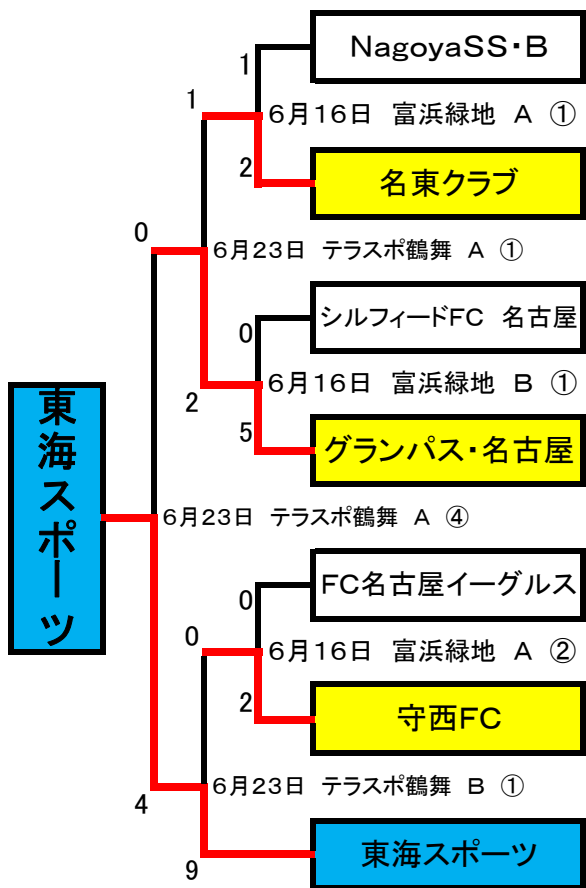 NagoyaSS・B
1
1
6月16日 富浜緑地 A ①
2
名東クラブ
0
6月23日 テラスポ鶴舞 A ①
シルフィードFC 名古屋
0
6月16日 富浜緑地 B ①
2
5
グランパス・名古屋
東海スポーツ
6月23日 テラスポ鶴舞 A ④
FC名古屋イーグルス
0
0
6月16日 富浜緑地 A ②
2
守西FC
6月23日 テラスポ鶴舞 B ①
4
東海スポーツ
9